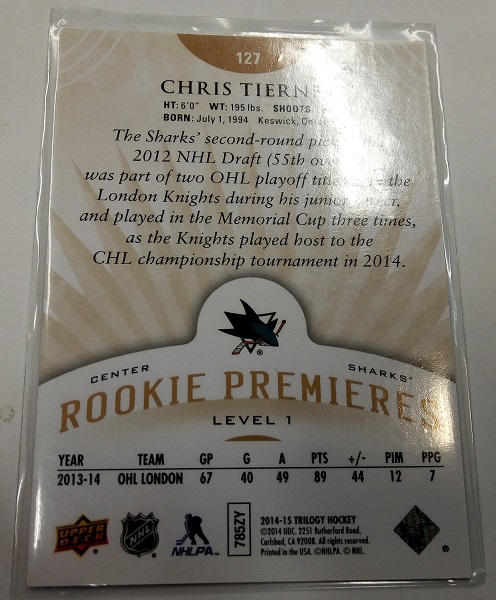 127
CHRIS TIERN
HT: 6'0" WT: 195 lbs. SHOOTS
BORN: July 1, 1994 Keswick,
The Sharks' second-round
2012 NHL Draft (55th
was part of two OHL playoff the
London Knights during his
and played in the Memorial Cup three times,
as the Knights played host to the
CHL championship tournament in 2014.
CENTER SHARKS
ROOKIE PREMIERES
LEVEL 1
YEAR TEAM GP G A PTS +/- PIM PPG
2013-14 OHL LONDON 67 40 49 89 44 12 7
UPPER DECK
NHL
NHLPA
785ZY
2014-15 TRILOGY HOCKEY
©2014 UDC. 2251 Rutherford Road,
Carlsbad, CA 92008. All Rights Reserved.
Printed in the USA. ©NHLPA. © NHL.